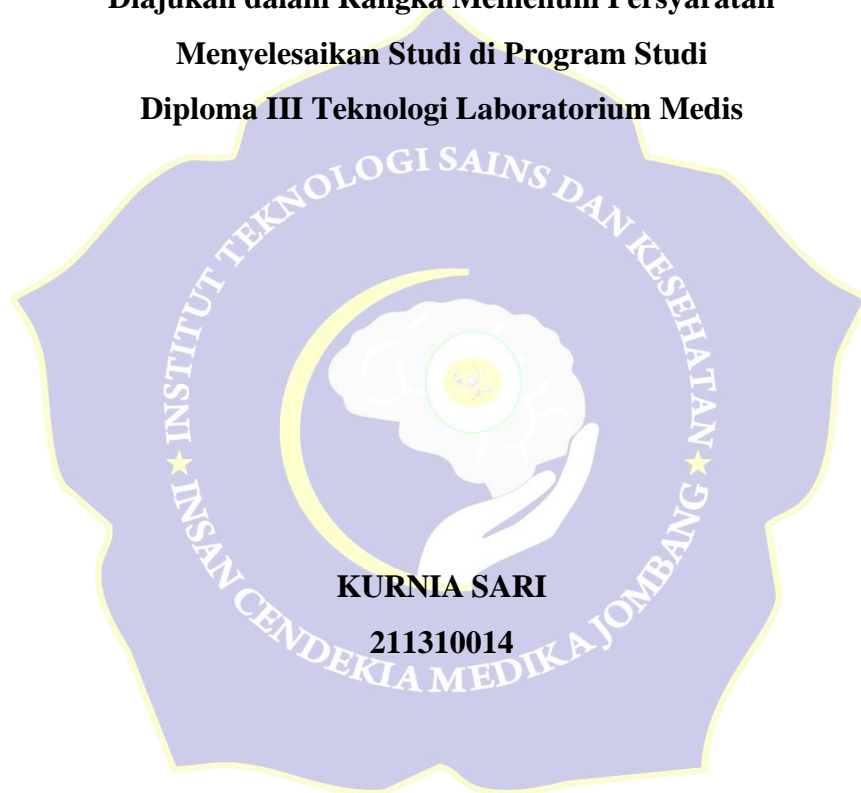 Diajukan dalam Rangka Memenuhi Persyaratan
Menyelesaikan Studi di Program Studi
Diploma III Teknologi Laboratorium Medis
INSTITUT TEKNOLOGI SAINS DAN KESEHATAN
KURNIA SARI
211310014
INSAN CENDEKIA MEDIKA JOMBANG